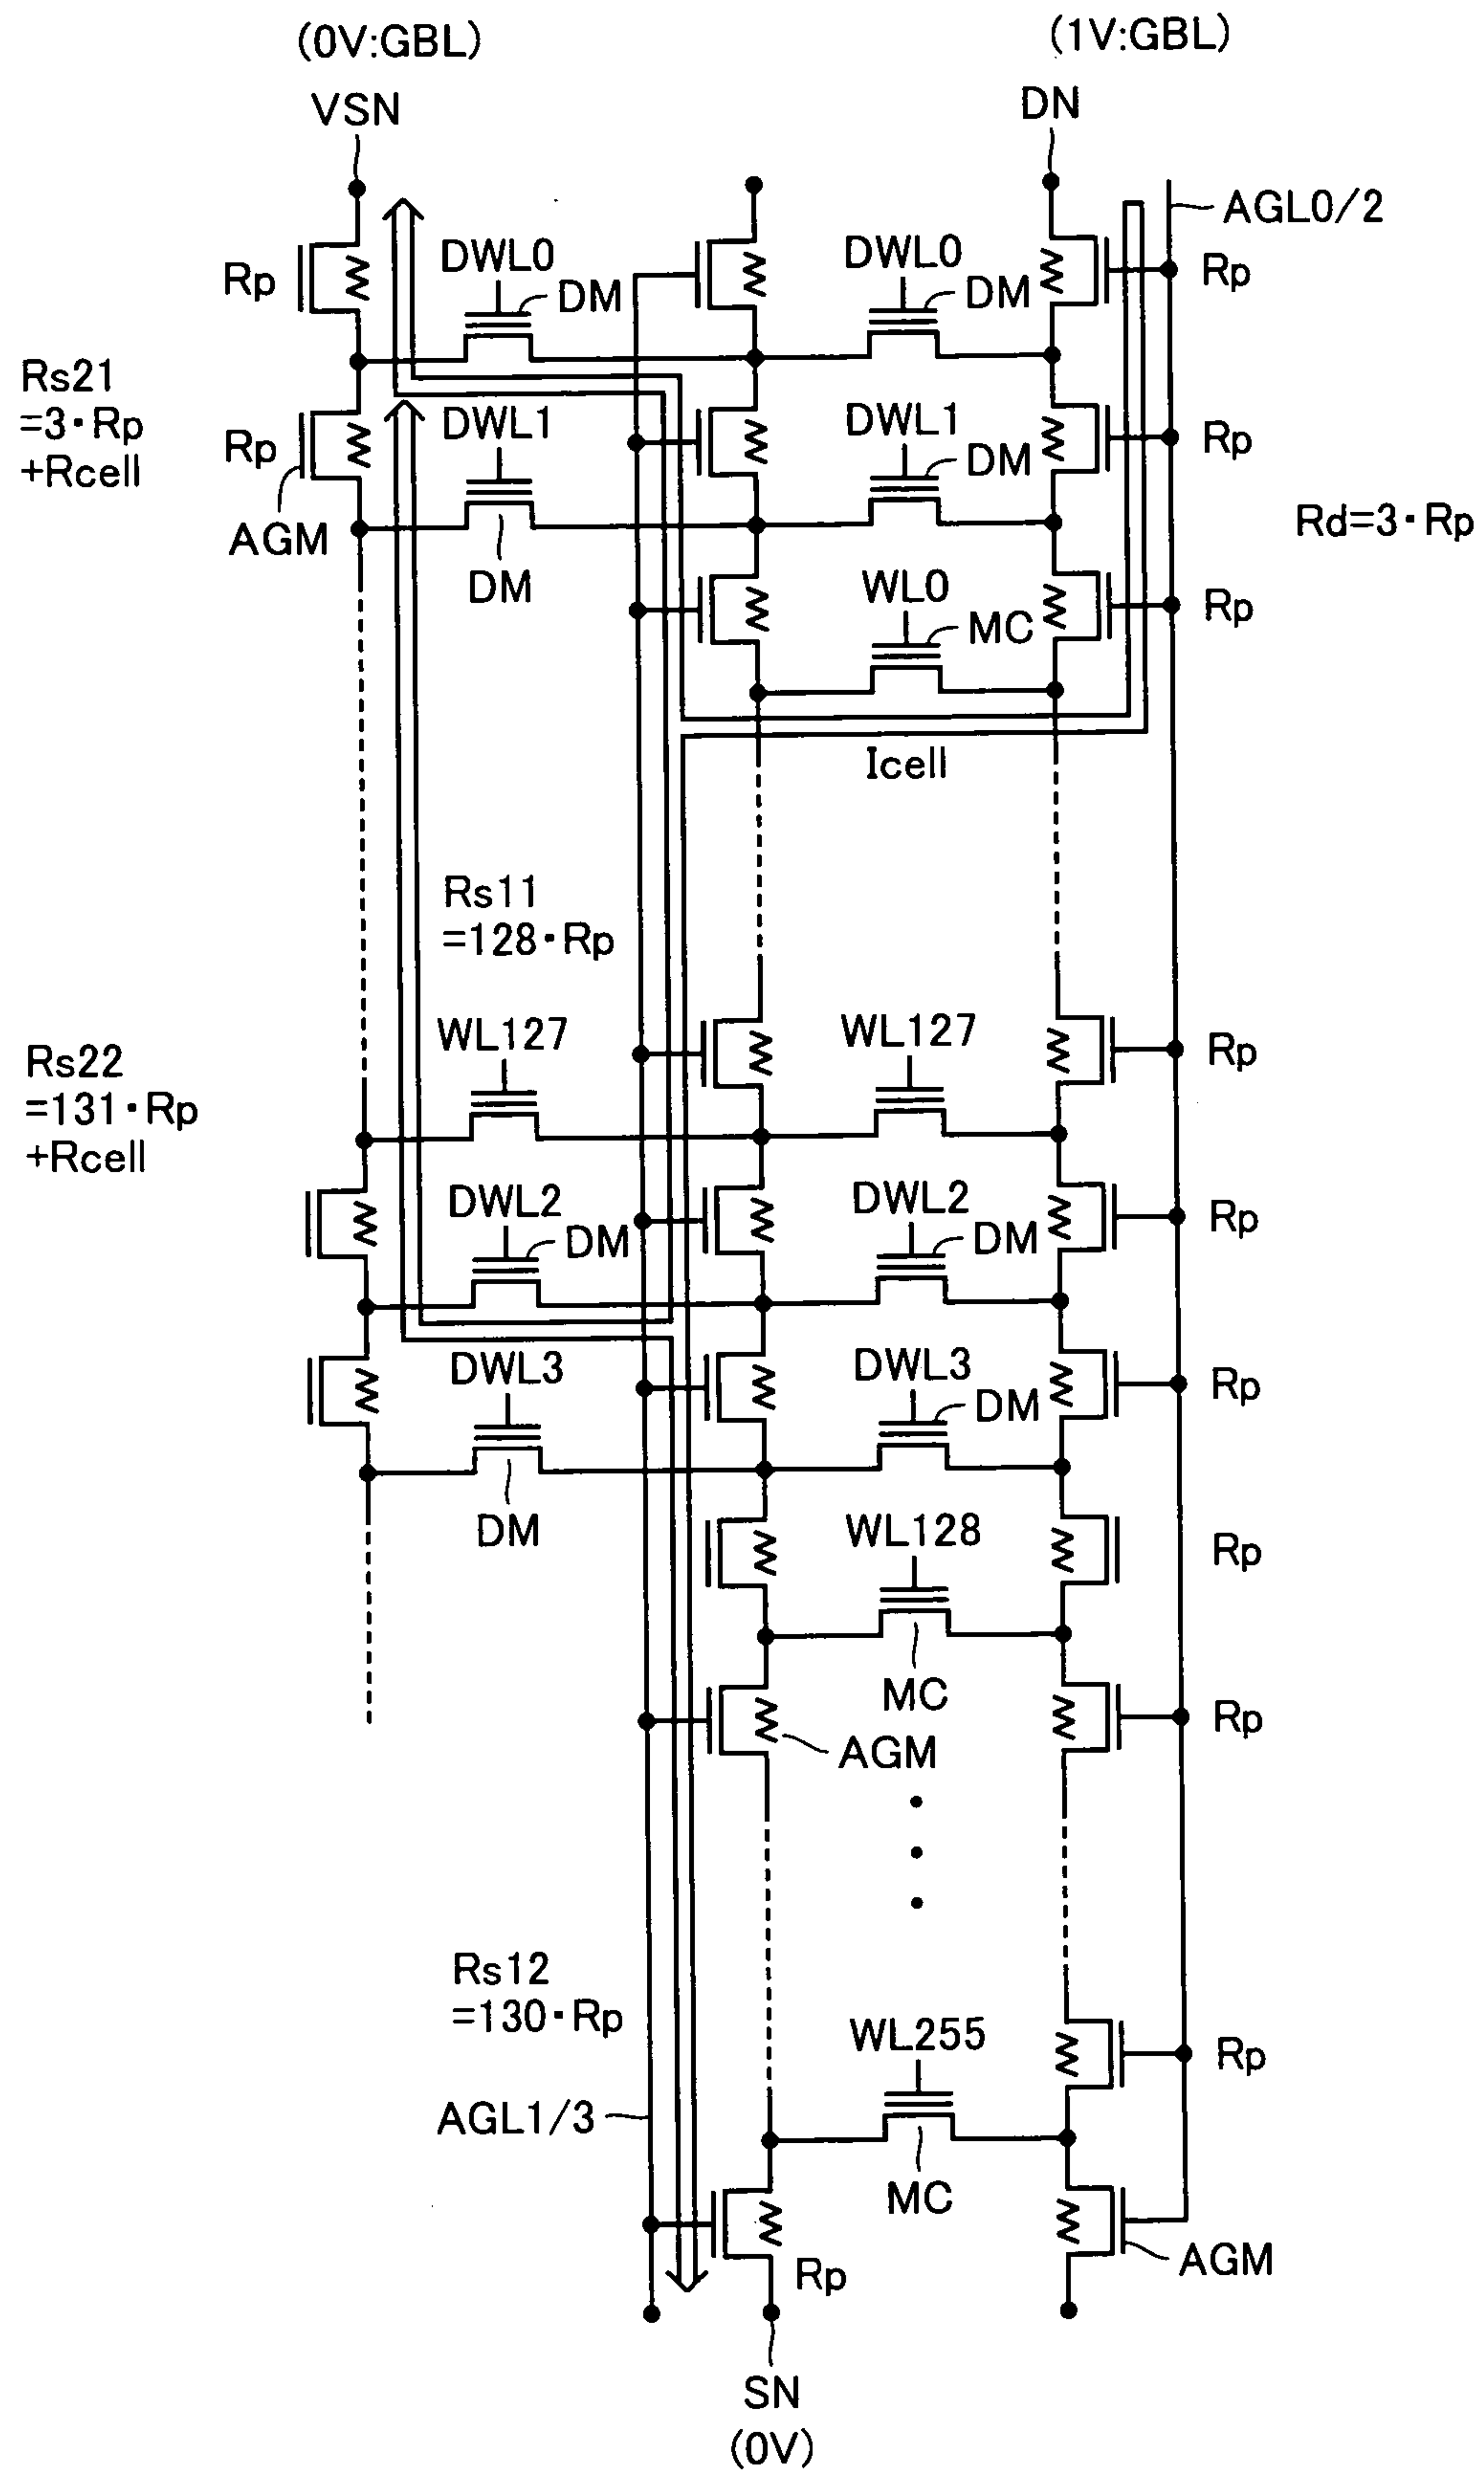 (0V:GBL)
(1V:GBL)
VSN
DN
AGL0/2
DWL0
DM
DWL0
DM
Rp
Rp
Rs21
=3・Rp
+Rcell
Rp
DWL1
DWL1
DM
Rp
AGM
DM
Rd=3・Rp
WL0
MC
Rp
Icell
Rs11
=128・Rp
WL127
WL127
Rp
Rs22
=131・Rp
+Rcell
DWL2
DM
DWL2
DM
Rp
DWL3
DWL3
DM
Rp
DM
WL128
Rp
MC
Rp
AGM
Rs12
=130・Rp
WL255
Rp
AGL1/3
MC
Rp
AGM
SN
(0V)